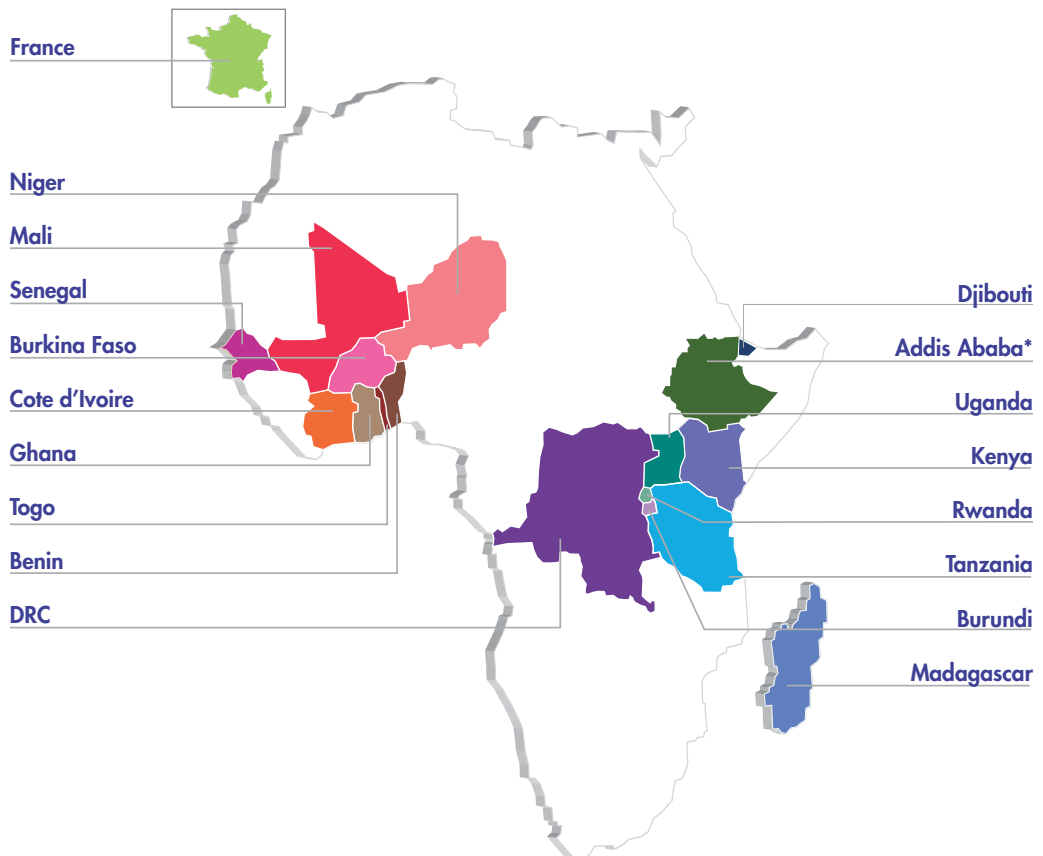 France
Niger
Mali
Senegal
Burkina Faso
Cote d'Ivoire
Ghana
Togo
Benin
DRC
Djibouti
Addis Ababa*
Uganda
Kenya
Rwanda
Tanzania
Burundi
Madagascar